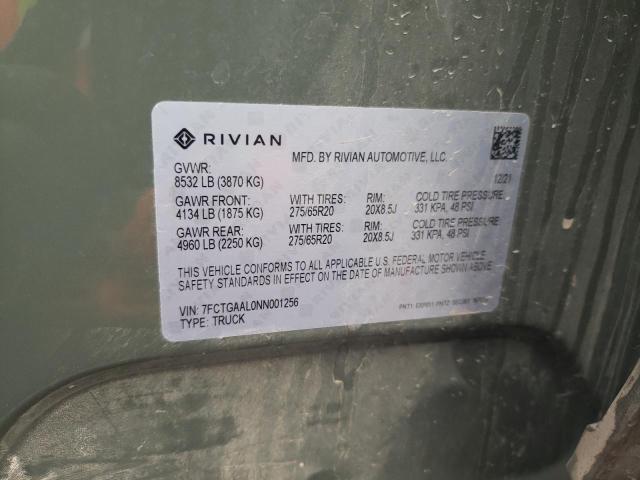 RIVIAN
MFD. BY RIVIAN AUTOMOTIVE, LLC.
12/21
GVWR:
8532 LB (3870 KG)
GAWR FRONT: WITH TIRES: RIM: COLD TIRE PRESSURE:
4134 LB (1875 KG) 275/65R20 20X8.5J 331 KPA, 48 PSI
GAWR REAR: WITH TIRES: RIM: COLD TIRE PRESSURE:
4960 LB (2250 KG) 275/65R20 20X8.5J 331 KPA, 48 PSI
THIS VEHICLE CONFORMS TO ALL APPLICABLE U.S. FEDERAL MOTOR VEHICLE
SAFETY STANDARDS IN EFFECT ON THE DATE OF MANUFACTURE SHOWN ABOVE.
VIN: 7FCTGAAL0NN001256
TYPE: TRUCK
PNT1: PNT2: